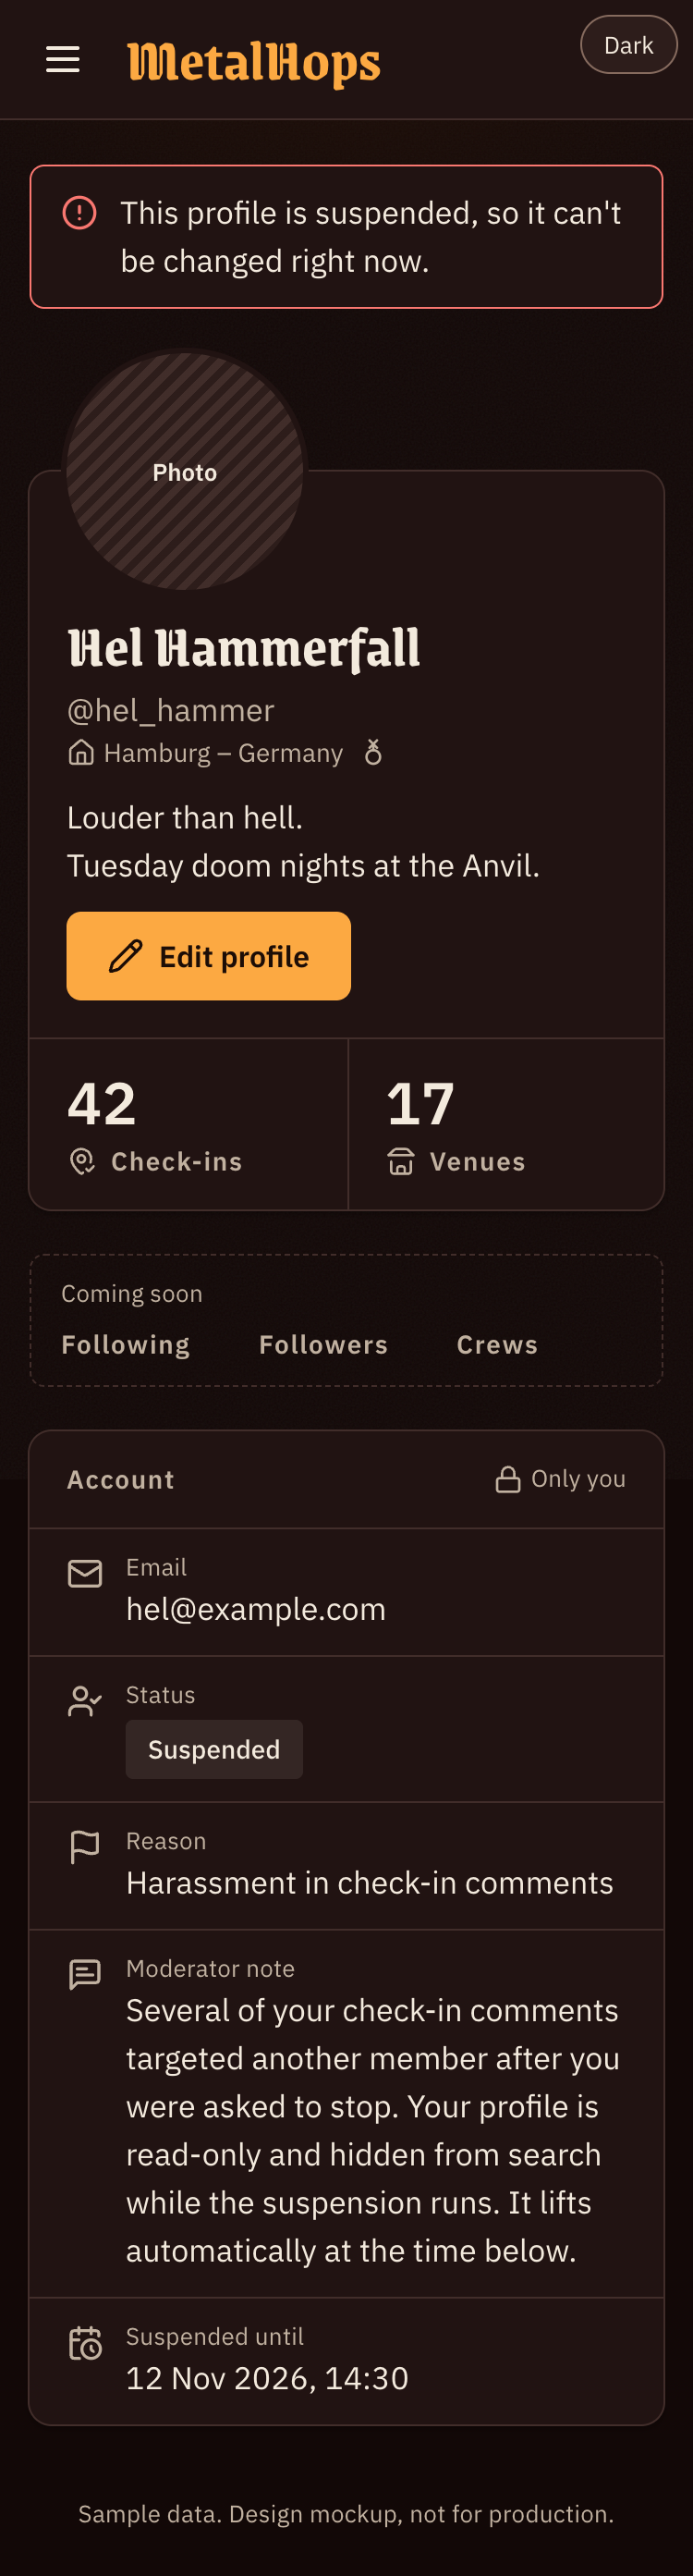 MetalHops
Dark
This profile is suspended, so it can't
be changed right now.
Photo
Hel Hammerfall
@hel_hammer
Hamburg – Germany
Louder than hell.
Tuesday doom nights at the Anvil.
Edit profile
42
Check-ins
17
Venues
Coming soon
Following Followers Crews
Account
Only you
Email
hel@example.com
Status
Suspended
Reason
Harassment in check-in comments
Moderator note
Several of your check-in comments
targeted another member after you
were asked to stop. Your profile is
read-only and hidden from search
while the suspension runs. It lifts
automatically at the time below.
Suspended until
12 Nov 2026, 14:30
Sample data. Design mockup, not for production.